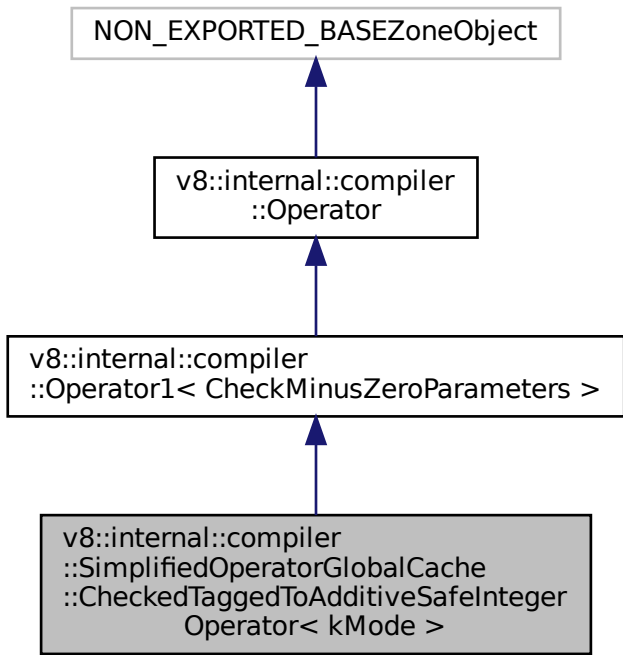 NON_EXPORTED_BASEZoneObject
v8::internal::compiler
::Operator
v8::internal::compiler
::Operator1< CheckMinusZeroParameters >
v8::internal::compiler
::SimplifiedOperatorGlobalCache
::CheckedTaggedToAdditiveSafeInteger
Operator< kMode >